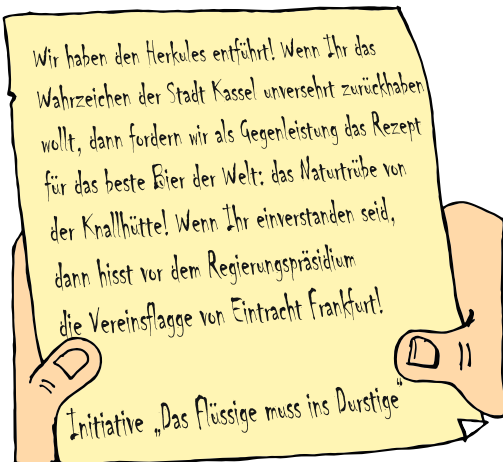 Wir haben den Herkules entführt! Wenn Ihr das
Wahrzeichen der Stadt Kassel unversehrt zurückhaben
wollt, dann fordern wir als Gegenleistung das Rezept
für das beste Bier der Welt: das Naturtrübe von
der Knallhütte! Wenn Ihr einverstanden seid,
dann hisst vor dem Regierungspräsidium
die Vereinsflagge von Eintracht Frankfurt!
Initiative „Das Flüssige muss ins Durstige“